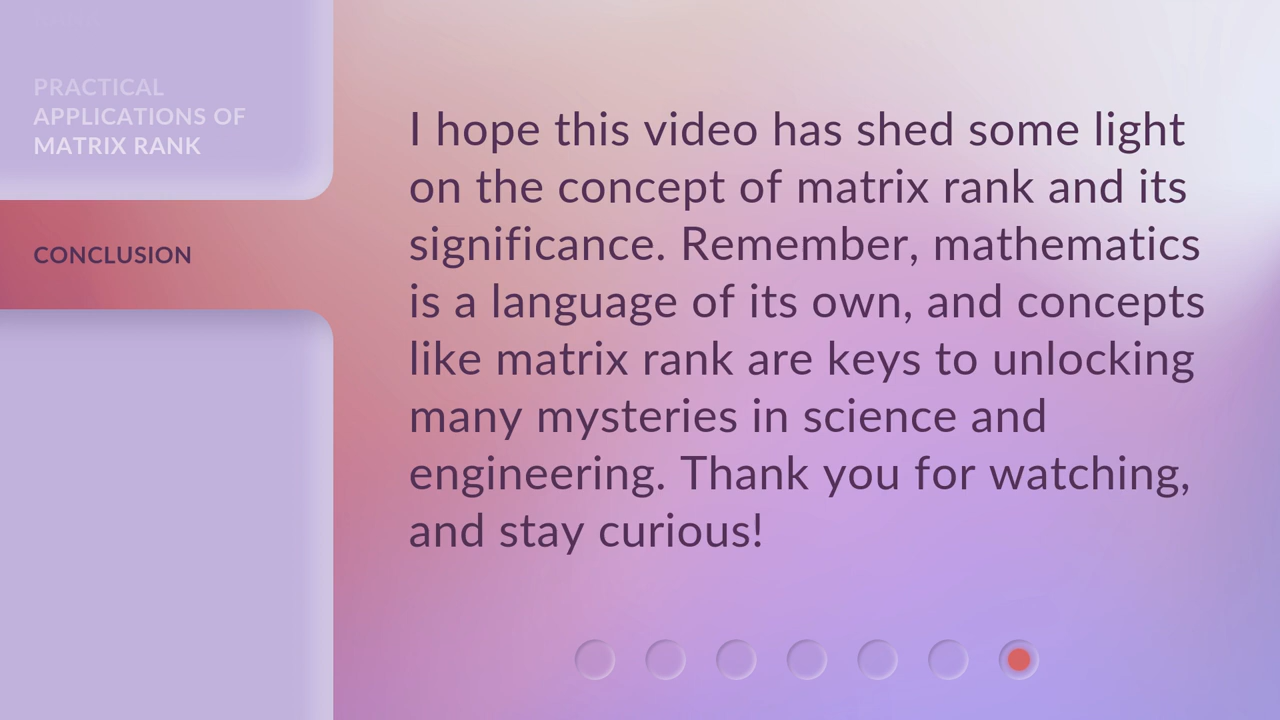 PRACTICAL
APPLICATIONS OF
MATRIX RANK
CONCLUSION
I hope this video has shed some light
on the concept of matrix rank and its
significance. Remember, mathematics
is a language of its own, and concepts
like matrix rank are keys to unlocking
many mysteries in science and
engineering. Thank you for watching,
and stay curious!